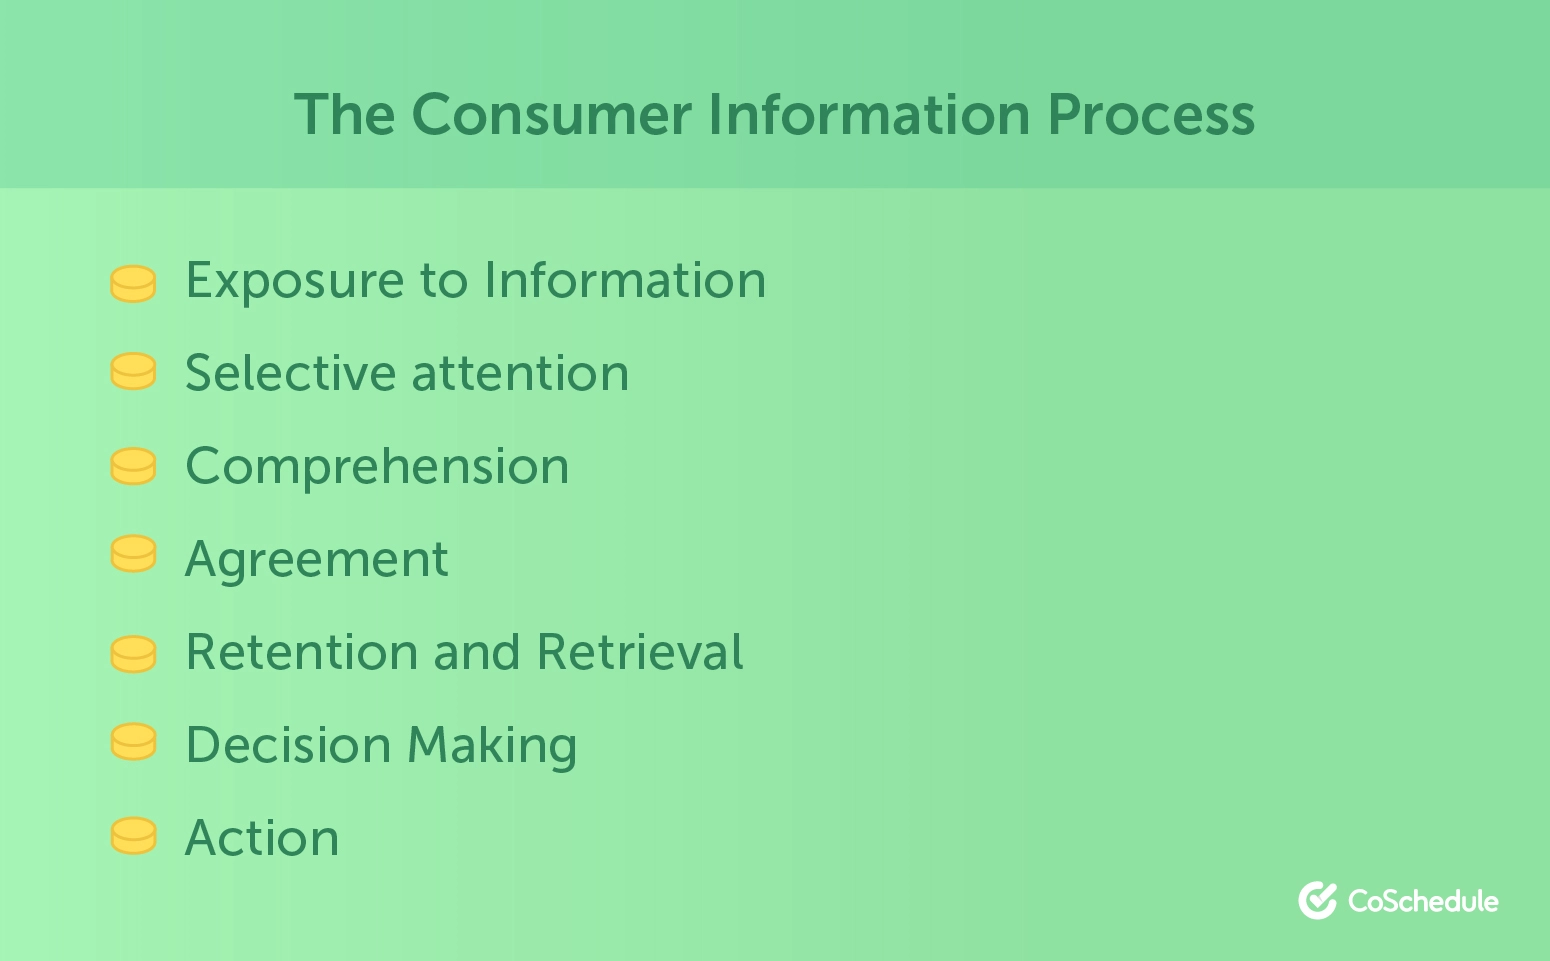 The Consumer Information Process
Exposure to Information
Selective attention
Comprehension
Agreement
Retention and Retrieval
Decision Making
Action
CoSchedule